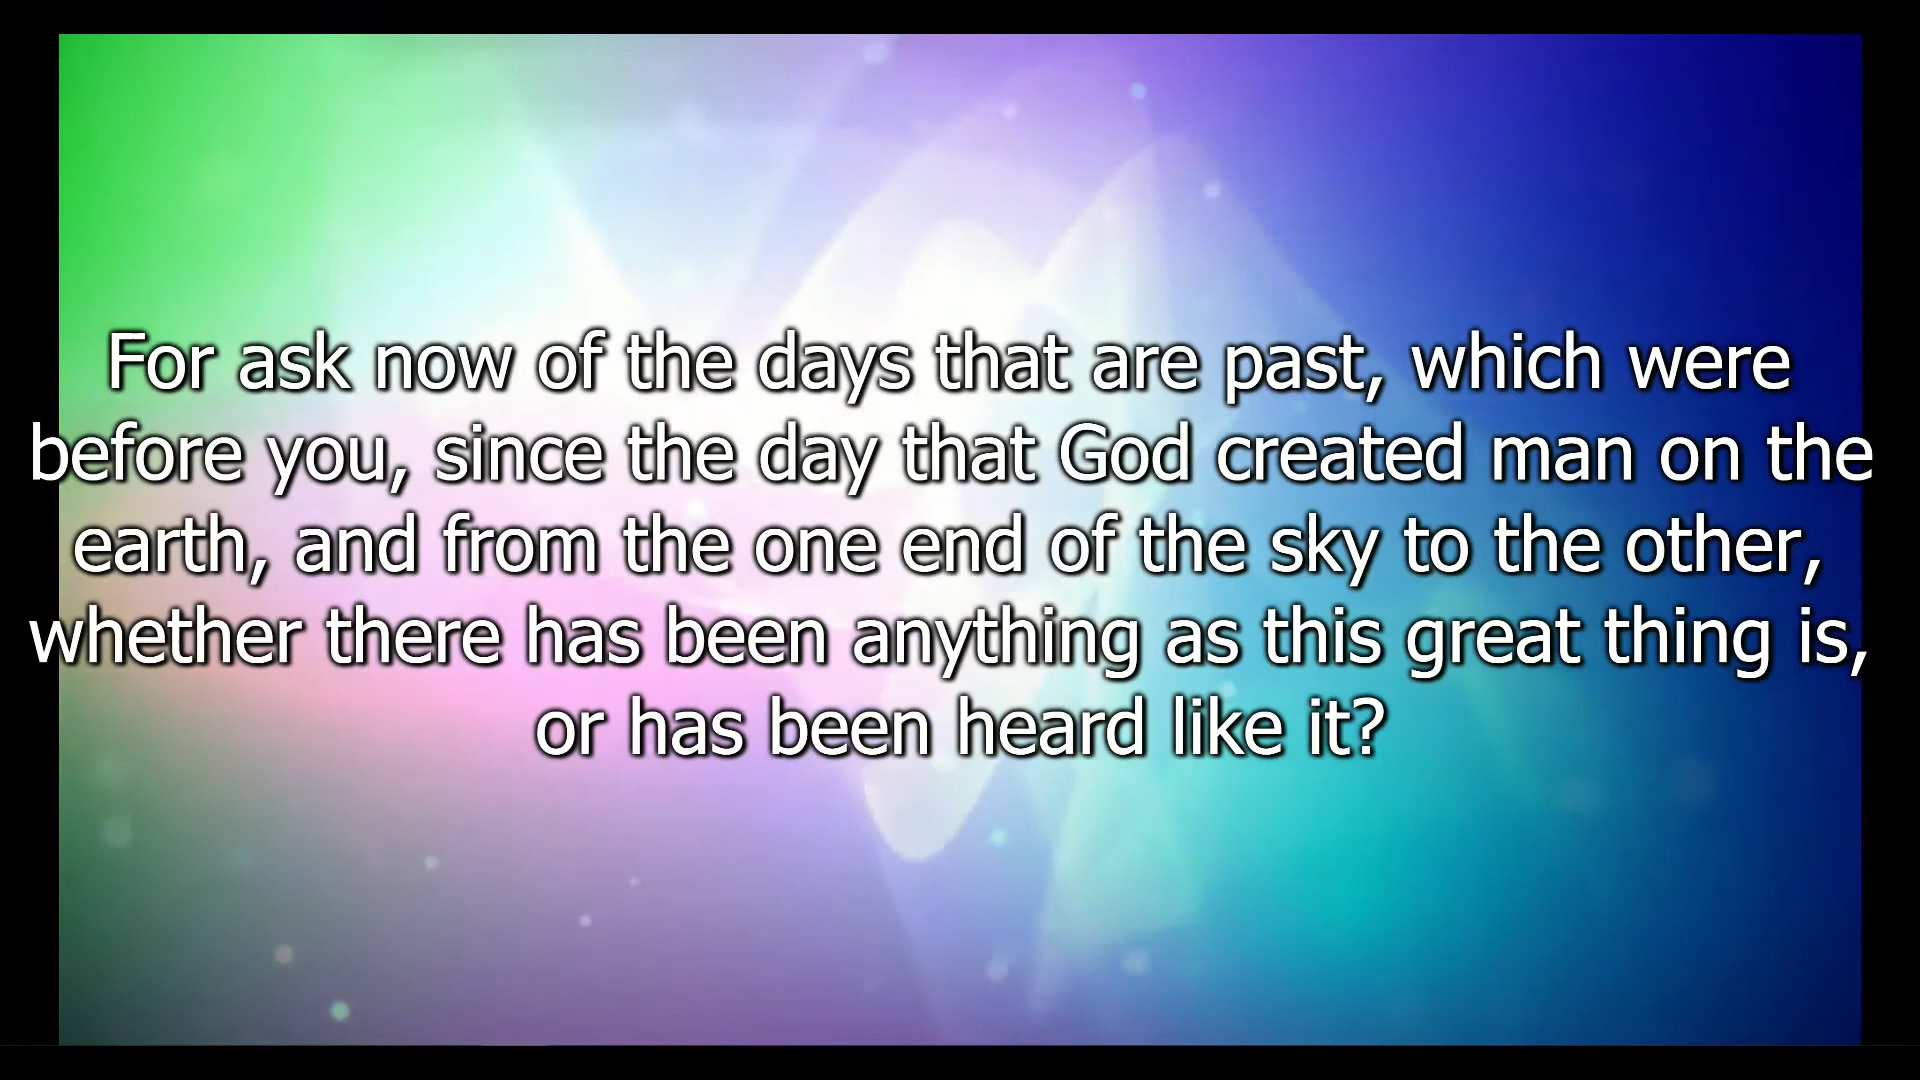 For ask now of the days that are past, which were
before you, since the day that God created man on the
earth, and from the one end of the sky to the other,
whether there has been anything as this great thing is,
or has been heard like it?